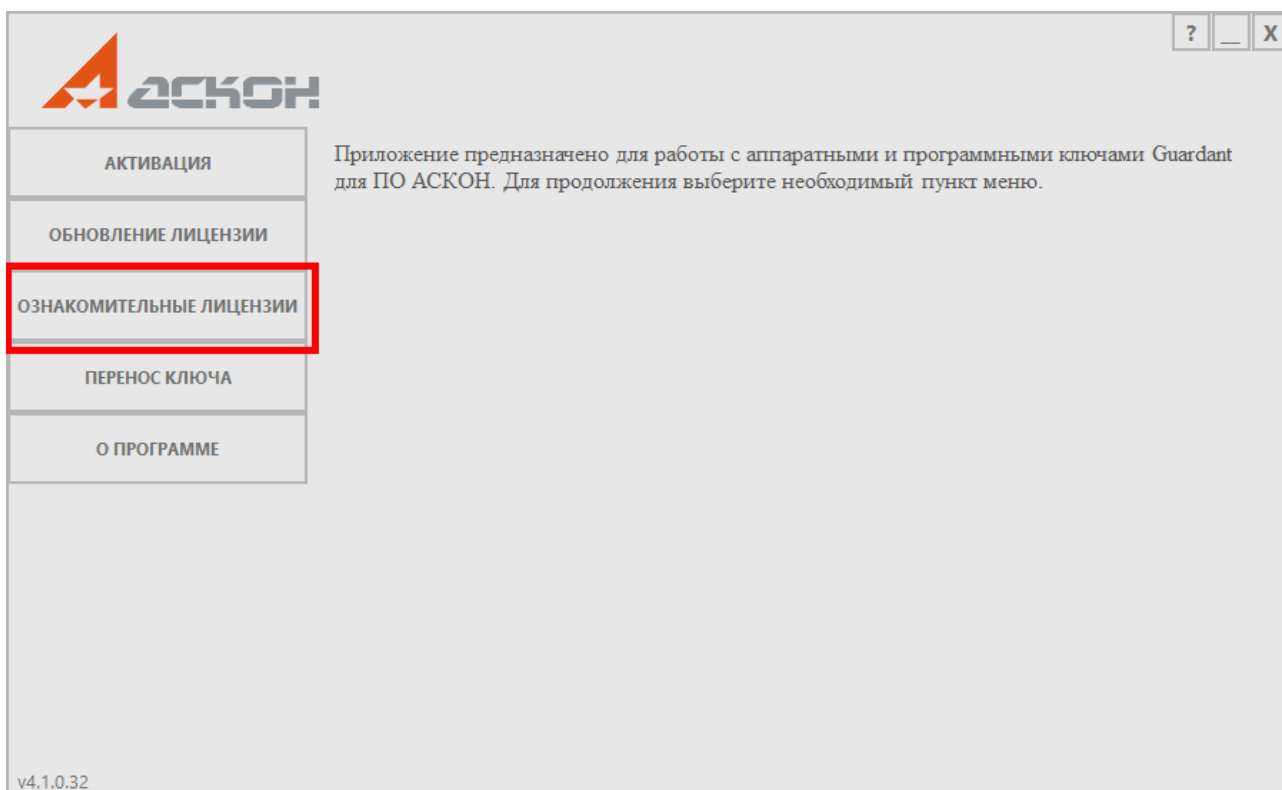 ? __ X
АСКОН
АКТИВАЦИЯ
Приложение предназначено для работы с аппаратными и программными ключами Guardant
для ПО АСКОН. Для продолжения выберите необходимый пункт меню.
ОБНОВЛЕНИЕ ЛИЦЕНЗИИ
ОЗНАКОМИТЕЛЬНЫЕ ЛИЦЕНЗИИ
ПЕРЕНОС КЛЮЧА
О ПРОГРАММЕ
v4.1.0.32